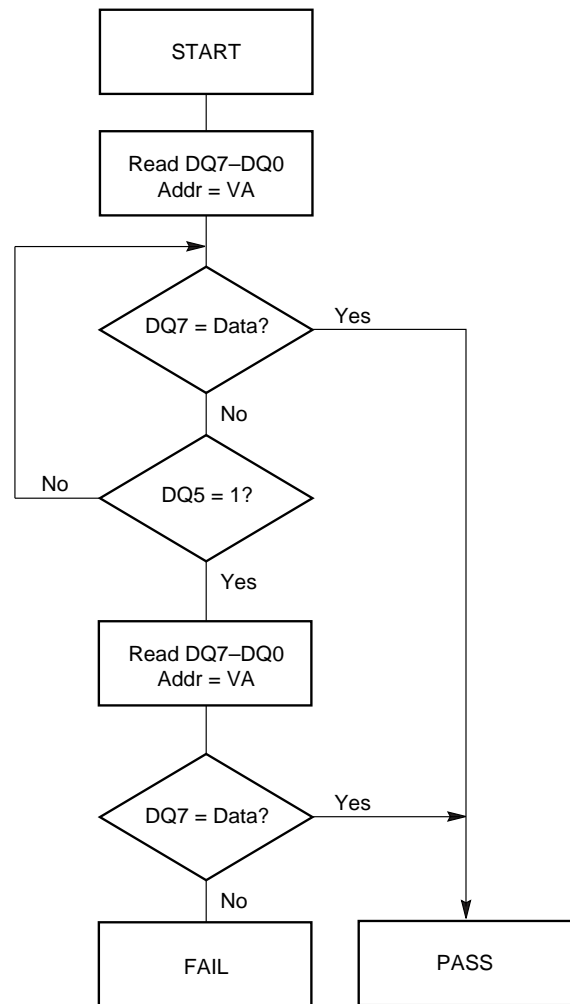 START
Read DQ7–DQ0
Addr = VA
DQ7 = Data?
Yes
No
No
DQ5 = 1?
Yes
Read DQ7–DQ0
Addr = VA
DQ7 = Data?
Yes
No
FAIL
PASS